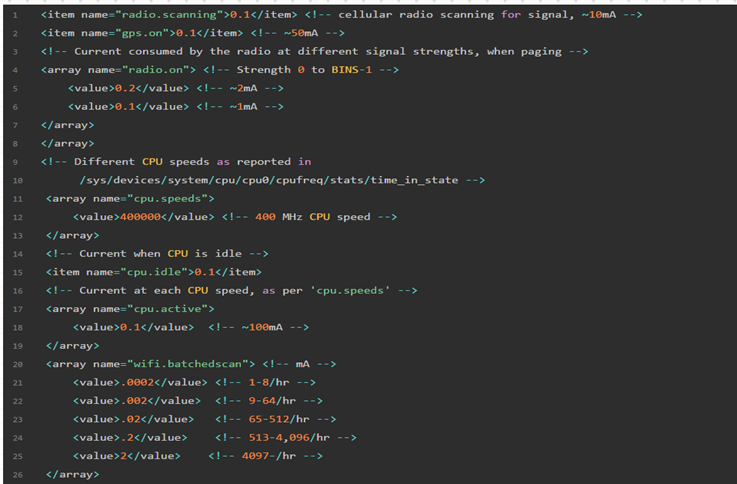 1 <item name="radio.scanning">0.1</item> <!-- cellular radio scanning for signal, ~10mA -->
2 <item name="gps.on">0.1</item> <!-- ~50mA -->
3 <!-- Current consumed by the radio at different signal strengths, when paging -->
4 <array name="radio.on"> <!-- Strength 0 to BINS-1 -->
5 <value>0.2</value> <!-- ~2mA -->
6 <value>0.1</value> <!-- ~1mA -->
7 </array>
8 </array>
9 <!-- Different CPU speeds as reported in
10 /sys/devices/system/cpu/cpu0/cpufreq/stats/time_in_state -->
11 <array name="cpu.speeds">
12 <value>400000</value> <!-- 400 MHz CPU speed -->
13 </array>
14 <!-- Current when CPU is idle -->
15 <item name="cpu.idle">0.1</item>
16 <!-- Current at each CPU speed, as per 'cpu.speeds' -->
17 <array name="cpu.active">
18 <value>0.1</value> <!-- ~100mA -->
19 </array>
20 <array name="wifi.batchedscan"> <!-- mA -->
21 <value>.0002</value> <!-- 1-8/hr -->
22 <value>.002</value> <!-- 9-64/hr -->
23 <value>.02</value> <!-- 65-512/hr -->
24 <value>.2</value> <!-- 513-4,096/hr -->
25 <value>2</value> <!-- 4097-/hr -->
26 </array>